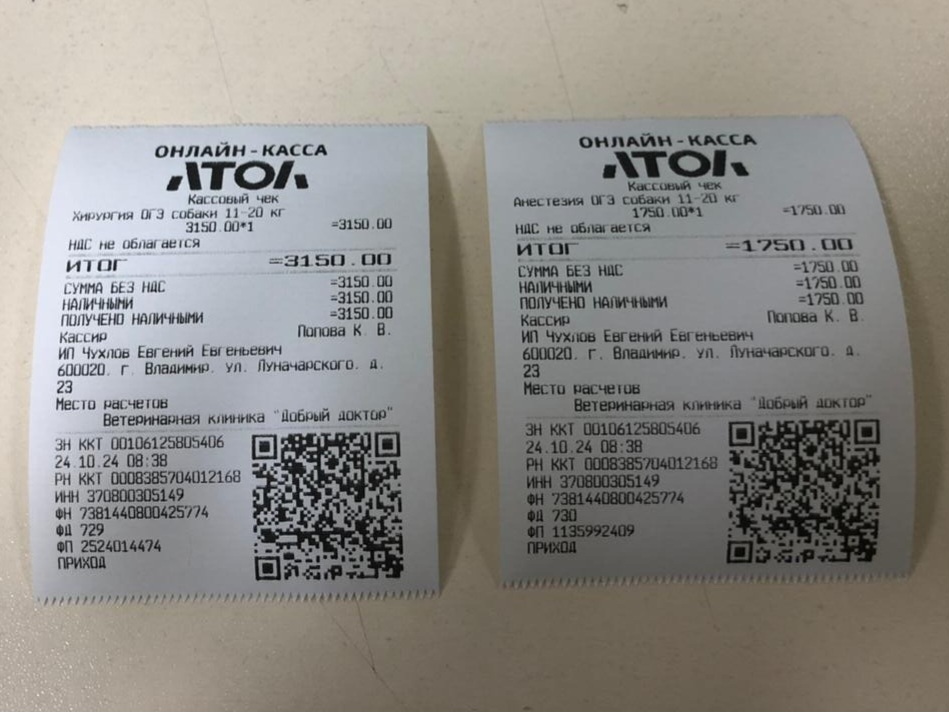 ОНЛАЙН-КАССА
АТОЛ
Кассовый чек
Хирургия ОГЭ собаки 11-20 кг
3150.00*1 =3150.00
НДС не облагается
ИТОГ =3150.00
СУММА БЕЗ НДС =3150.00
НАЛИЧНЫМИ =3150.00
ПОЛУЧЕНО НАЛИЧНЫМИ =3150.00
Кассир Попова К. В.
ИП Чухлов Евгений Евгеньевич
600020, г. Владимир, ул. Луначарского, д.
23
Место расчетов
Ветеринарная клиника "Добрый доктор"
ЗН ККТ 00106125805406
24.10.24 08:38
РН ККТ 0008385704012168
ИНН 370800305149
ФН 7381440800425774
ФД 729
ФП 2524014474
ПРИХОД
ОНЛАЙН-КАССА
АТОЛ
Кассовый чек
Анестезия ОГЭ собаки 11-20 кг
1750.00*1 =1750.00
НДС не облагается
ИТОГ =1750.00
СУММА БЕЗ НДС =1750.00
НАЛИЧНЫМИ =1750.00
ПОЛУЧЕНО НАЛИЧНЫМИ =1750.00
Кассир Попова К. В.
ИП Чухлов Евгений Евгеньевич
600020, г. Владимир, ул. Луначарского, д.
23
Место расчетов
Ветеринарная клиника "Добрый доктор"
ЗН ККТ 00106125805406
24.10.24 08:38
РН ККТ 0008385704012168
ИНН 370800305149
ФН 7381440800425774
ФД 730
ФП 1135992409
ПРИХОД